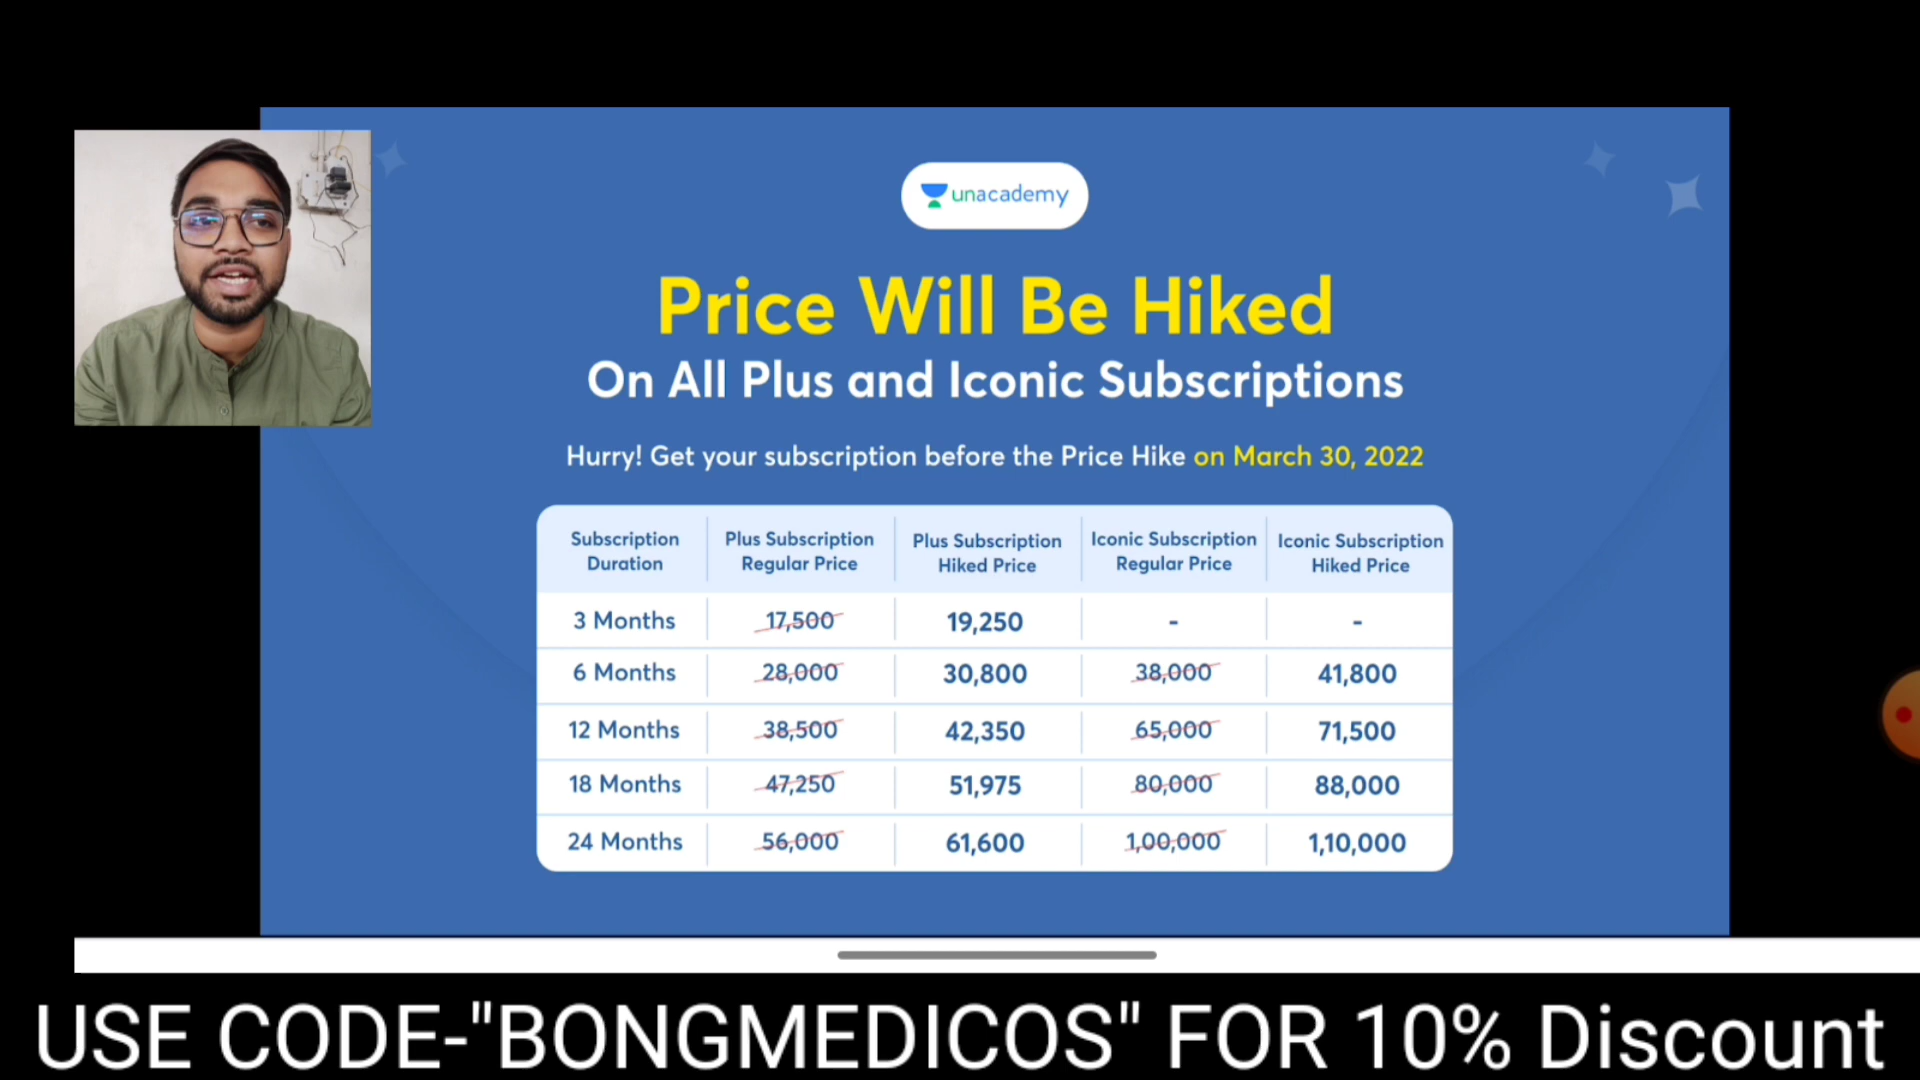 unacademy
Price Will Be Hiked
On All Plus and Iconic Subscriptions
Hurry! Get your subscription before the Price Hike on March 30, 2022
Subscription Duration | Plus Subscription Regular Price | Plus Subscription Hiked Price | Iconic Subscription Regular Price | Iconic Subscription Hiked Price
3 Months | 17,500 | 19,250 | - | -
6 Months | 28,000 | 30,800 | 38,000 | 41,800
12 Months | 38,500 | 42,350 | 65,000 | 71,500
18 Months | 47,250 | 51,975 | 80,000 | 88,000
24 Months | 56,000 | 61,600 | 1,00,000 | 1,10,000
USE CODE-"BONGMEDICOS" FOR 10% Discount